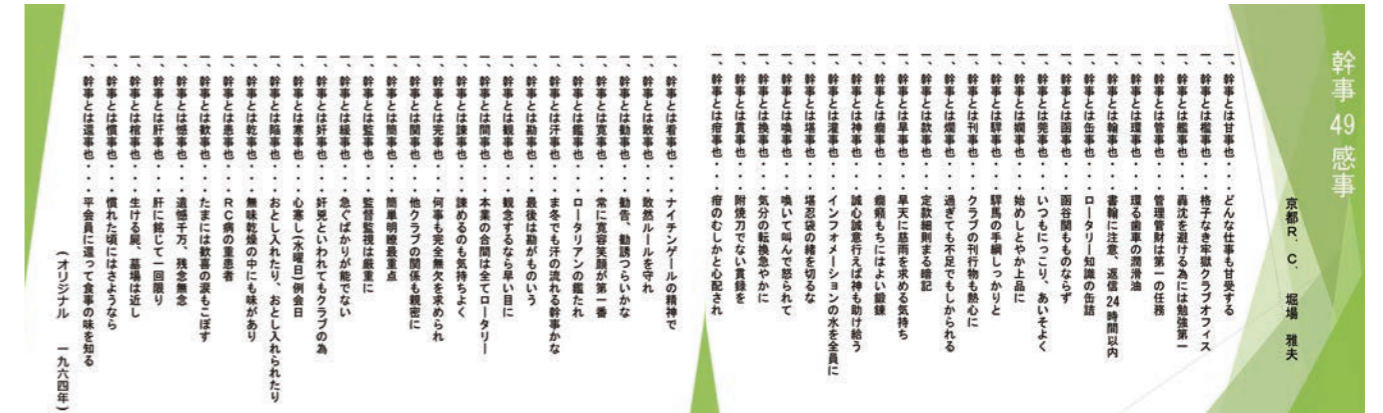 幹事 49 感事
京都R．C． 堀場 雅夫
一、幹事とは甘事也・・・どんな仕事も甘受する
一、幹事とは檻事也・・・格子なき牢獄クラブオフィス
一、幹事とは艦事也・・・轟沈を避ける為には勉強第一
一、幹事とは管事也・・・管理管財は第一の任務
一、幹事とは環事也・・・環る歯車の潤滑油
一、幹事とは翰事也・・・書翰に注意、返信24時間以内
一、幹事とは缶事也・・・ロータリー知識の缶詰
一、幹事とは函事也・・・函谷関もものならず
一、幹事とは莞事也・・・いつもにっこり、あいそよく
一、幹事とは嫺事也・・・始めしとやか上品に
一、幹事とは駻事也・・・駻馬の手綱しっかりと
一、幹事とは刊事也・・・クラブの刊行物も熱心に
一、幹事とは爛事也・・・過ぎても不足でもしかられる
一、幹事とは款事也・・・定款細則まる暗記
一、幹事とは旱事也・・・旱天に慈雨を求める気持ち
一、幹事とは癇事也・・・癇癪もちにはよい鍛錬
一、幹事とは神事也・・・誠心誠意行えば神も助け給う
一、幹事とは灌事也・・・インフォメーションの水を全員に
一、幹事とは堪事也・・・堪忍袋の緒を切るな
一、幹事とは喚事也・・・喚いて叫んで怒られて
一、幹事とは換事也・・・気分の転換急やかに
一、幹事とは貫事也・・・附焼刀でない貫録を
一、幹事とは疳事也・・・疳のむしかと心配され
一、幹事とは看事也・・・ナイチンゲールの精神で
一、幹事とは敢事也・・・敢然ルールを守れ
一、幹事とは勧事也・・・勧告、勧誘つらいかな
一、幹事とは寛事也・・・常に寛容笑顔が第一番
一、幹事とは鑑事也・・・ロータリアンの鑑たれ
一、幹事とは汗事也・・・ま冬でも汗の流れる幹事かな
一、幹事とは勘事也・・・最後は勘がものいう
一、幹事とは観事也・・・観念するなら早い目に
一、幹事とは間事也・・・本業の合間は全てロータリー
一、幹事とは諫事也・・・諫めるのも気持ちよく
一、幹事とは完事也・・・何事も完全無欠を求められ
一、幹事とは関事也・・・他クラブの関係も親密に
一、幹事とは簡事也・・・簡単明瞭最重点
一、幹事とは監事也・・・監督監視は厳重に
一、幹事とは緩事也・・・急ぐばかりが能でない
一、幹事とは奸事也・・・奸兇といわれてもクラブの為
一、幹事とは寒事也・・・心寒し(水曜日)例会日
一、幹事とは陥事也・・・おとし入れたり、おとし入れられたり
一、幹事とは乾事也・・・無味乾燥の中にも味があり
一、幹事とは患事也・・・RC病の重患者
一、幹事とは歓事也・・・たまには歓喜の涙もこぼす
一、幹事とは憾事也・・・遺憾千万、残念無念
一、幹事とは肝事也・・・肝に銘じて一回限り
一、幹事とは棺事也・・・生ける屍、墓場は近し
一、幹事とは慣事也・・・慣れた頃にはさようなら
一、幹事とは還事也・・・平会員に還って食事の味を知る
（オリジナル 一九六四年）